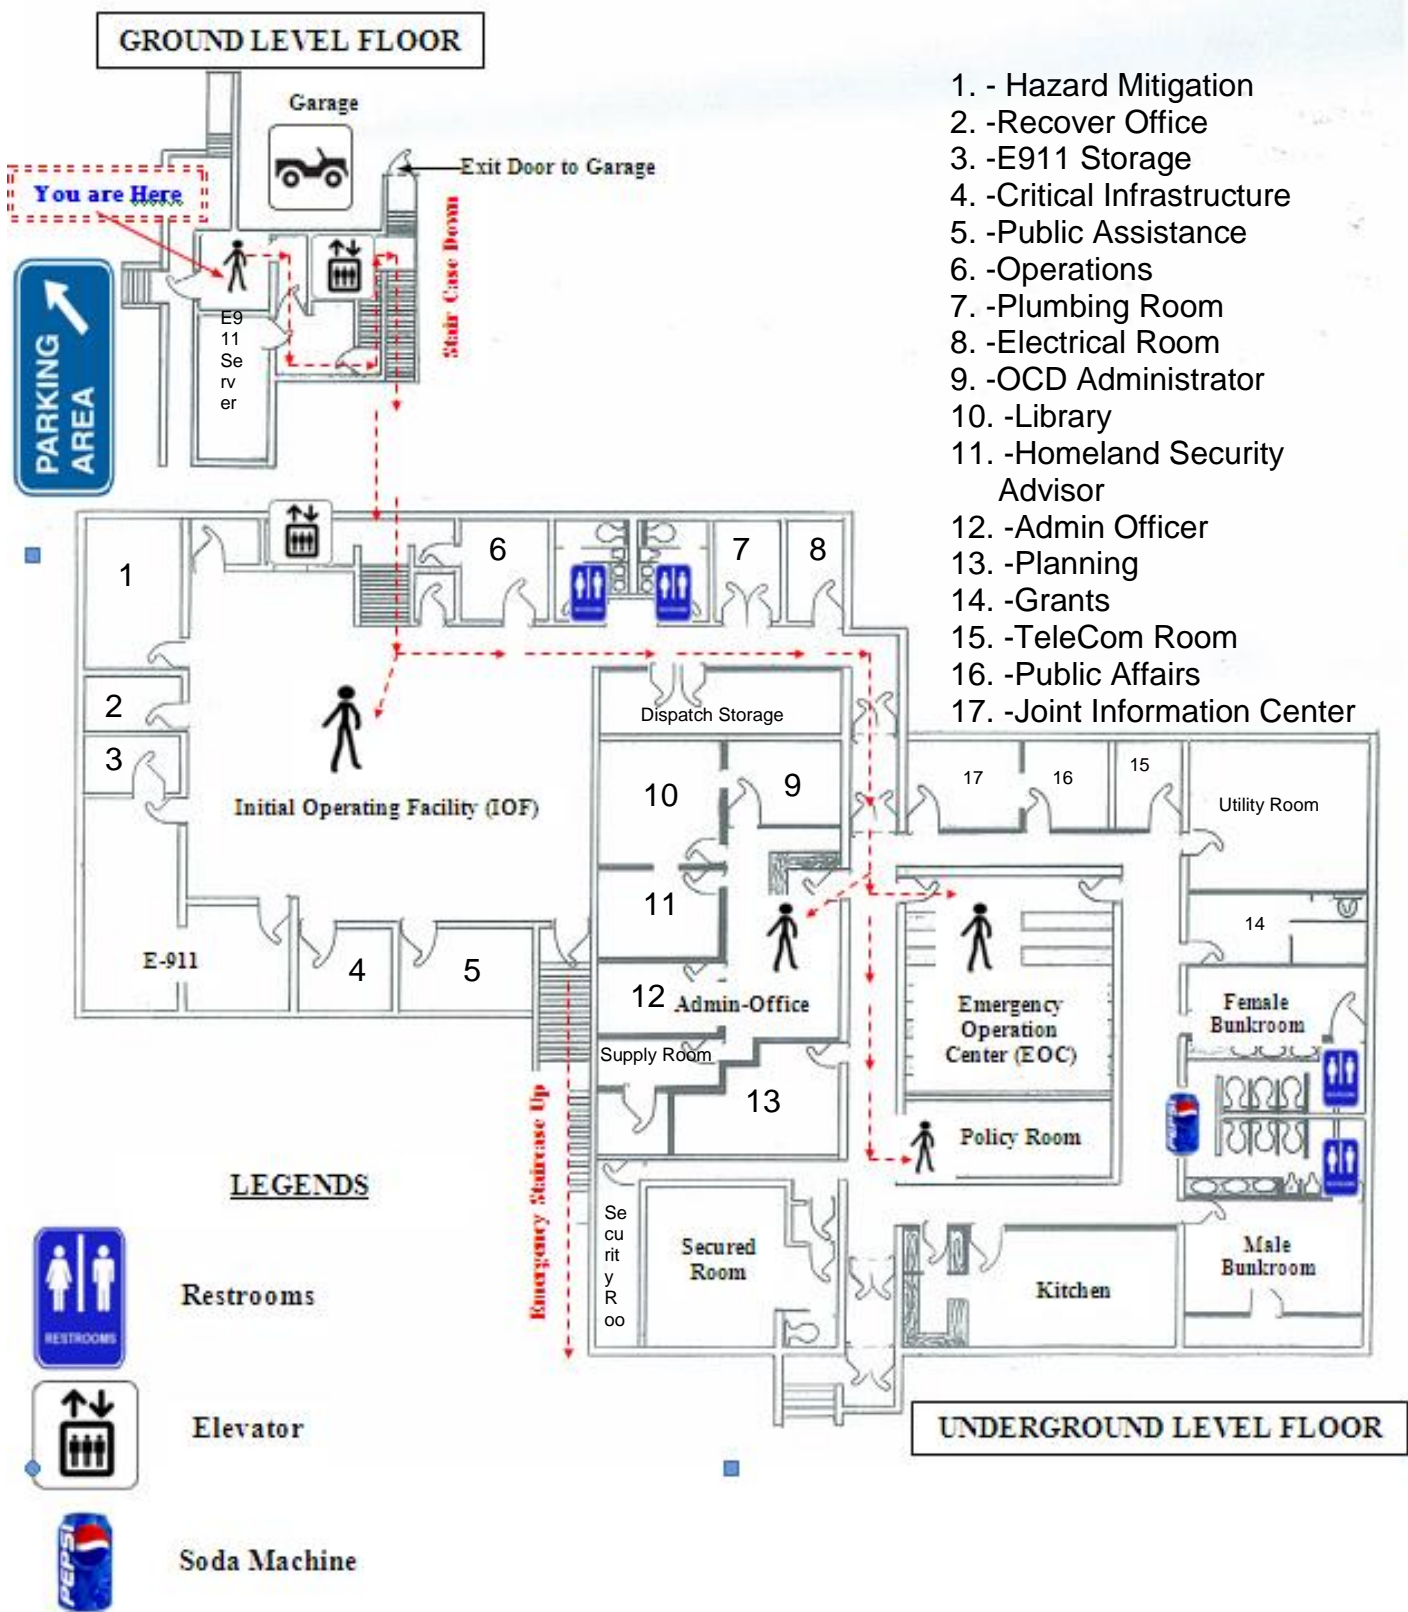 GROUND LEVEL FLOOR
Garage
Exit Door to Garage
You are Here
Stair Case Down
PARKING
AREA
E9
11
Se
rv
er
1. - Hazard Mitigation
2. -Recover Office
3. -E911 Storage
4. -Critical Infrastructure
5. -Public Assistance
6. -Operations
7. -Plumbing Room
8. -Electrical Room
9. -OCD Administrator
10. -Library
11. -Homeland Security
Advisor
12. -Admin Officer
13. -Planning
14. -Grants
15. -TeleCom Room
16. -Public Affairs
17. -Joint Information Center
1
6
7
8
2
3
Dispatch Storage
Initial Operating Facility (IOF)
10
9
17
16
15
Utility Room
11
14
E-911
4
5
12
Admin-Office
Emergency
Operation
Center (EOC)
Female
Bunkroom
Supply Room
13
Policy Room
PEPSI
Emergency Staircase Up
Se
cu
rit
y
R
oo
Secured
Room
Kitchen
Male
Bunkroom
LEGENDS
RESTROOMS
Restrooms
Elevator
PEPSI
Soda Machine
UNDERGROUND LEVEL FLOOR